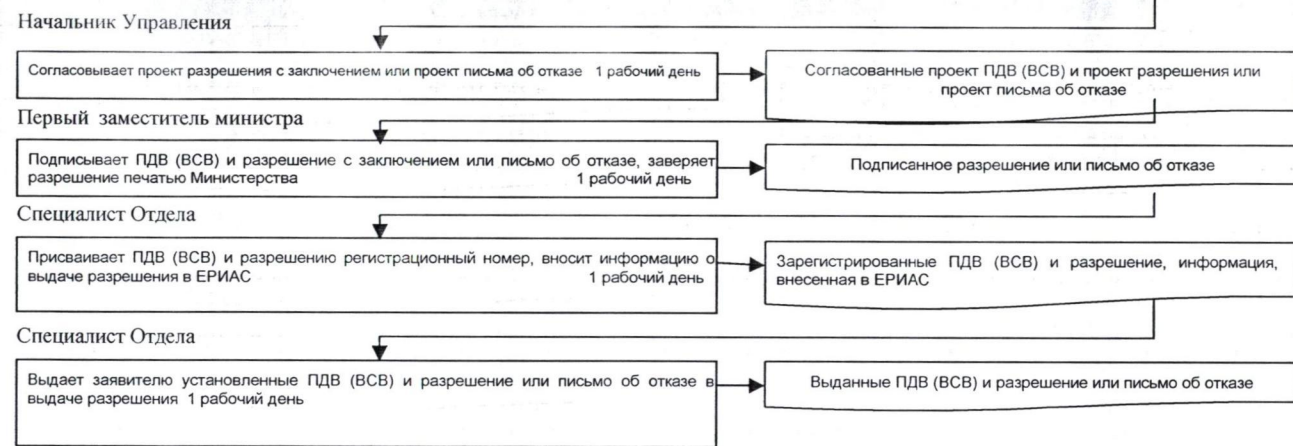 Начальник Управления
Согласовывает проект разрешения с заключением или проект письма об отказе 1 рабочий день
Согласованные проект ПДВ (ВСВ) и проект разрешения или
проект письма об отказе
Первый заместитель министра
Подписывает ПДВ (ВСВ) и разрешение с заключением или письмо об отказе, заверяет
разрешение печатью Министерства 1 рабочий день
Подписанное разрешение или письмо об отказе
Специалист Отдела
Присваивает ПДВ (ВСВ) и разрешению регистрационный номер, вносит информацию о
выдаче разрешения в ЕРИАС 1 рабочий день
Зарегистрированные ПДВ (ВСВ) и разрешение, информация,
внесенная в ЕРИАС
Специалист Отдела
Выдает заявителю установленные ПДВ (ВСВ) и разрешение или письмо об отказе в
выдаче разрешения 1 рабочий день
Выданные ПДВ (ВСВ) и разрешение или письмо об отказе